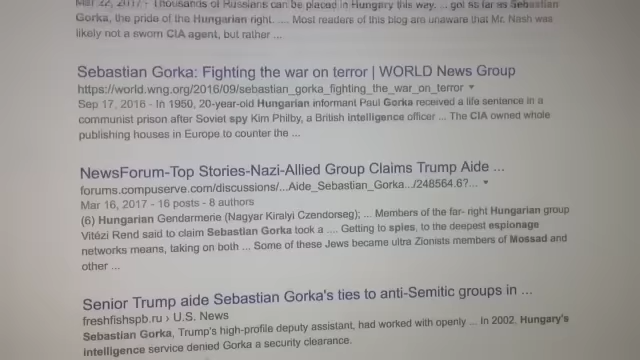 Mar 22, 2017 - Thousands of Russians can be placed in Hungary this way. ... got so far as Sebastian
Gorka, the pride of the Hungarian right. .... Most readers of this blog are unaware that Mr. Nash was
likely not a sworn CIA agent, but rather ...
Sebastian Gorka: Fighting the war on terror | WORLD News Group
https://world.wng.org/2016/09/sebastian_gorka_fighting_the_war_on_terror
Sep 17, 2016 - In 1950, 20-year-old Hungarian informant Paul Gorka received a life sentence in a
communist prison after Soviet spy Kim Philby, a British intelligence officer ... The CIA owned whole
publishing houses in Europe to counter the ...
NewsForum-Top Stories-Nazi-Allied Group Claims Trump Aide ...
forums.compuserve.com/discussions/...Aide_Sebastian_Gorka.../248564.6?...
Mar 16, 2017 - 16 posts - 8 authors
(6) Hungarian Gendarmerie (Nagyar Kiralyi Czendorseg); ... Members of the far- right Hungarian group
Vitézi Rend said to claim Sebastian Gorka took a .... Getting to spies, to the deepest espionage
networks means, taking on both ... Some of these Jews became ultra Zionists members of Mossad and
other ...
Senior Trump aide Sebastian Gorka's ties to anti-Semitic groups in ...
freshfishspb.ru › U.S. News
Sebastian Gorka, Trump's high-profile deputy assistant, had worked with openly ... In 2002, Hungary's
intelligence service denied Gorka a security clearance.